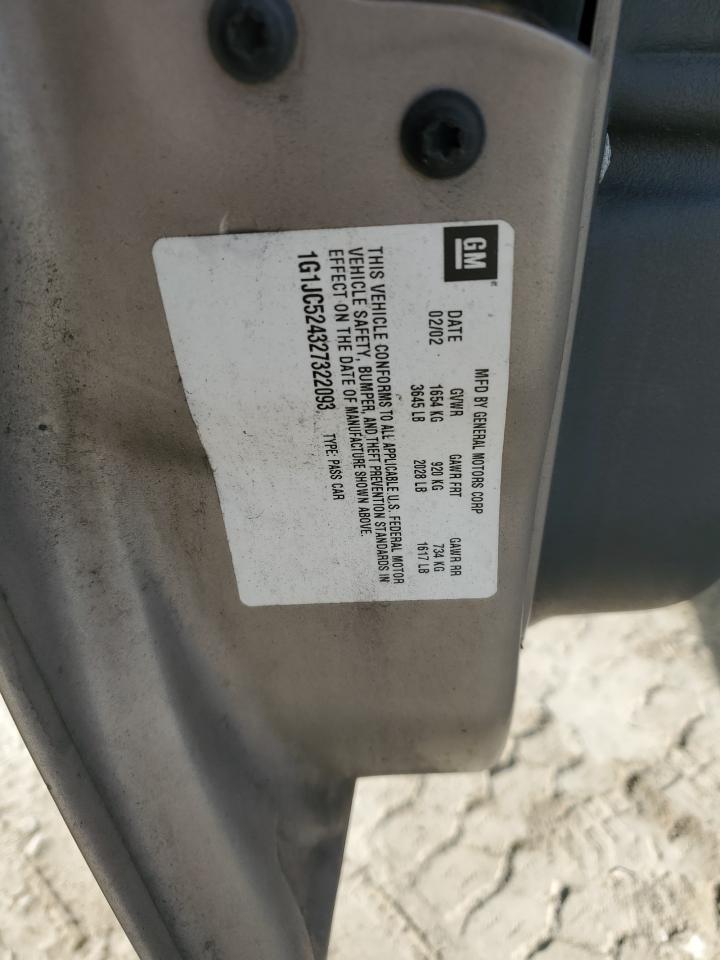 GM
MFD BY GENERAL MOTORS CORP
DATE GVWR GAWR FRT GAWR RR
02/02 1654 KG 920 KG 734 KG
3645 LB 2028 LB 1617 LB
THIS VEHICLE CONFORMS TO ALL APPLICABLE U.S. FEDERAL MOTOR
VEHICLE SAFETY, BUMPER, AND THEFT PREVENTION STANDARDS IN
EFFECT ON THE DATE OF MANUFACTURE SHOWN ABOVE.
1G1JC524327322093 TYPE: PASS CAR